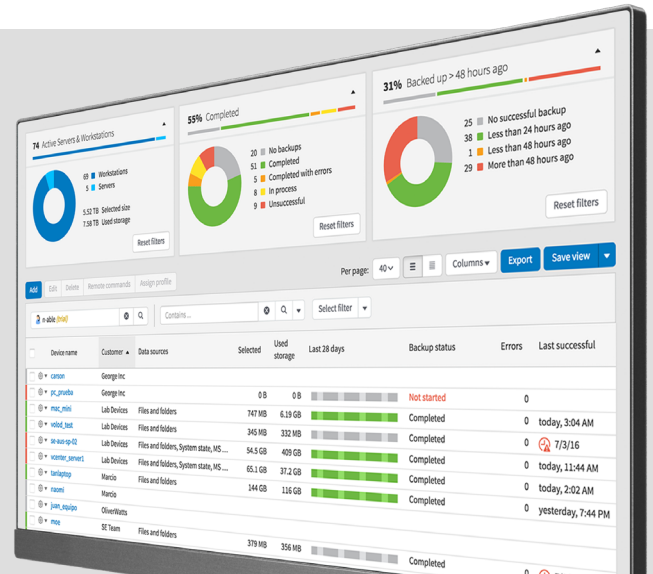 74 Active Servers & Workstations
69 Workstations
5 Servers
5.52 TB Selected size
7.58 TB Used storage
Reset filters
55% Completed
20 No backups
51 Completed
5 Completed with errors
8 In process
9 Unsuccessful
Reset filters
31% Backed up > 48 hours ago
25 No successful backup
38 Less than 24 hours ago
1 Less than 48 hours ago
29 More than 48 hours ago
Reset filters
Add Edit Delete Remote commands Assign profile
Per page: 40 Columns Export Save view
n-able (trial) Contains ... Select filter
Device name Customer Data sources Selected Used storage Last 28 days Backup status Errors Last successful
carson George Inc
pc_prueba George Inc 0 B 0 B Not started 0
mac_mini Lab Devices Files and folders 747 MB 6.19 GB Completed 0 today, 3:04 AM
volod_test Lab Devices Files and folders 345 MB 332 MB Completed 0 7/3/16
se-aus-sp-02 Lab Devices Files and folders, System state, MS .... 54.5 GB 409 GB Completed 0 today, 11:44 AM
vcenter_server1 Lab Devices Files and folders, System state, MS .... 65.1 GB 37.2 GB Completed 0 today, 2:02 AM
tanlaptop Marcio Files and folders 144 GB 116 GB Completed 0 yesterday, 7:44 PM
naomi Marcio
juan_equipo OliverWatts
moe SE Team Files and folders 379 MB 356 MB Completed 0